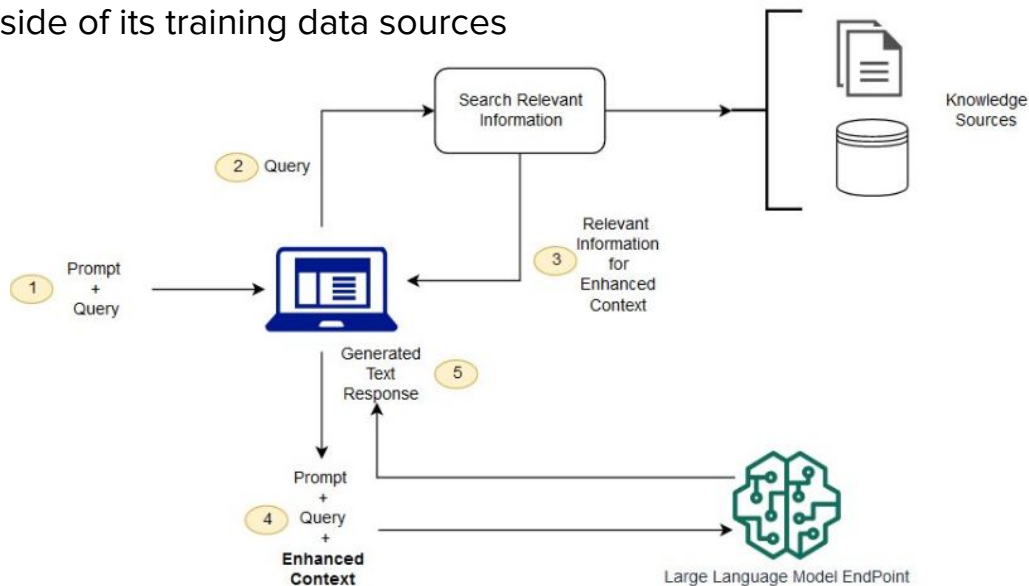 side of its training data sources
Search Relevant
Information
Knowledge
Sources
2 Query
Relevant
Information
3 for
Enhanced
Context
1 Prompt
+
Query
Generated
Text 5
Response
Prompt
+
4 Query
+
Enhanced
Context
Large Language Model EndPoint